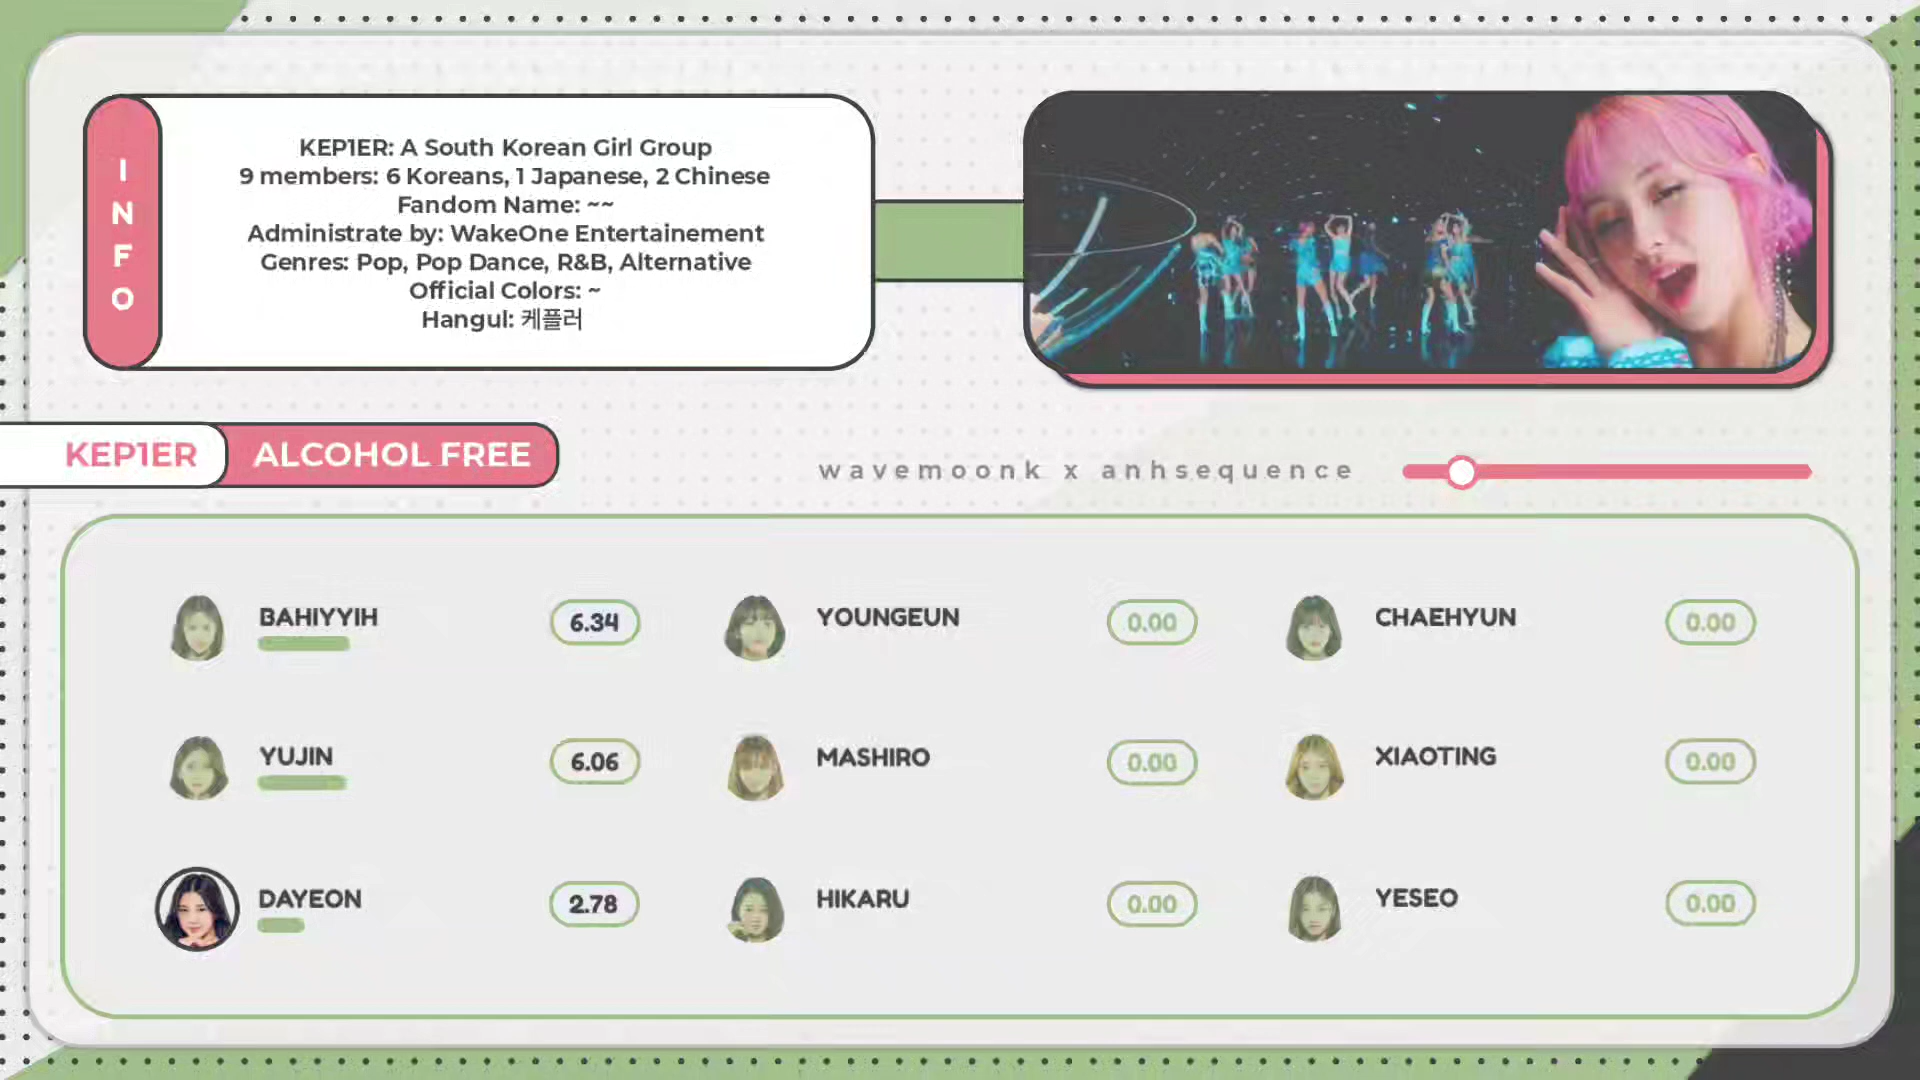 INFO
KEP1ER: A South Korean Girl Group
9 members: 6 Koreans, 1 Japanese, 2 Chinese
Fandom Name: ~~
Administrate by: WakeOne Entertainement
Genres: Pop, Pop Dance, R&B, Alternative
Official Colors: ~
Hangul: 케플러
KEP1ER ALCOHOL FREE
wavemoonk x anhsequence
BAHIYYIH 6.34 YOUNGEUN 0.00 CHAEHYUN 0.00
YUJIN 6.06 MASHIRO 0.00 XIAOTING 0.00
DAYEON 2.78 HIKARU 0.00 YESEO 0.00